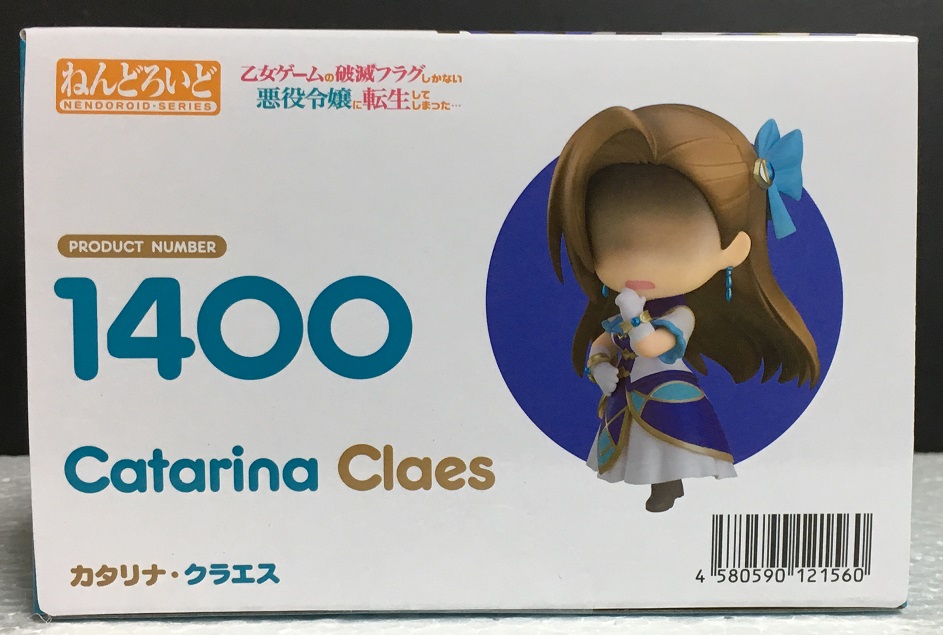 ねんどろいど
NENDOROID·SERIES
乙女ゲームの破滅フラグしかない
悪役令嬢に転生してしまった…
PRODUCT NUMBER
1400
Catarina Claes
カタリナ・クラエス
4 580590 121560